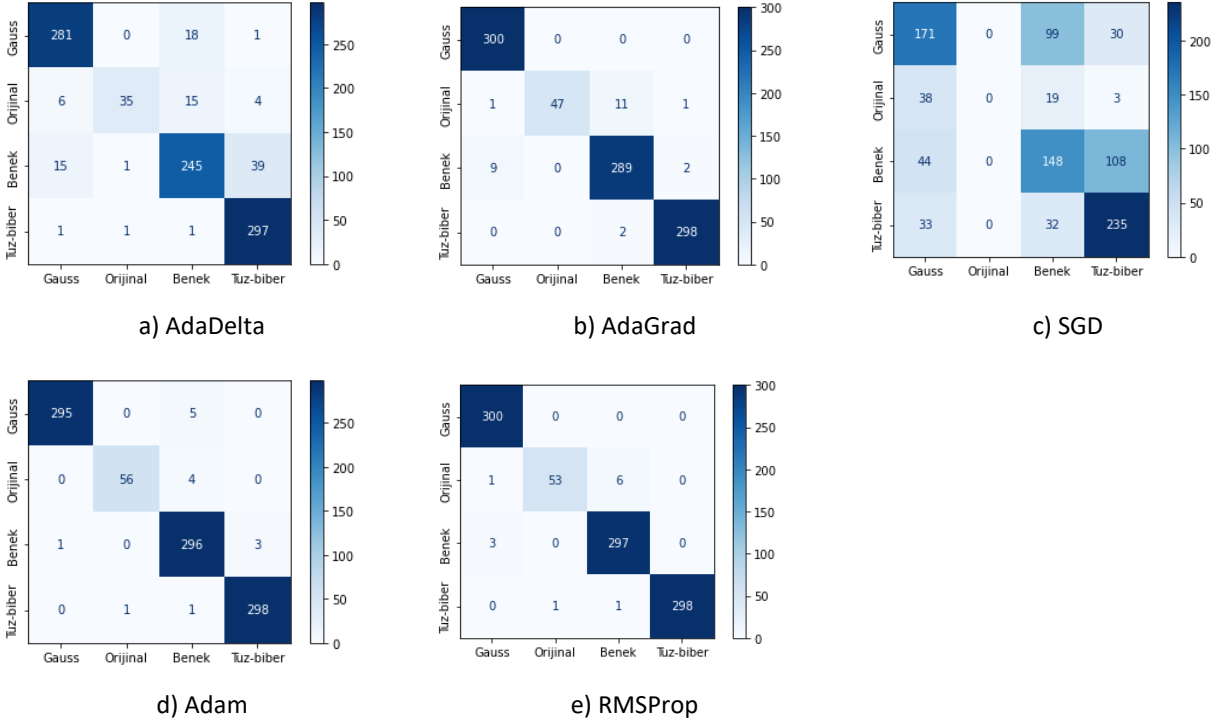 Gauss 281 0 18 1
Orijinal 6 35 15 4
Benek 15 1 245 39
Tuz-biber 1 1 1 297
Gauss Orijinal Benek Tuz-biber
250
200
150
100
50
0
a) AdaDelta
Gauss 300 0 0 0
Orijinal 1 47 11 1
Benek 9 0 289 2
Tuz-biber 0 0 2 298
Gauss Orijinal Benek Tuz-biber
300
250
200
150
100
50
0
b) AdaGrad
Gauss 171 0 99 30
Orijinal 38 0 19 3
Benek 44 0 148 108
Tuz-biber 33 0 32 235
Gauss Orijinal Benek Tuz-biber
200
150
100
50
0
c) SGD
Gauss 295 0 5 0
Orijinal 0 56 4 0
Benek 1 0 296 3
Tuz-biber 0 1 1 298
Gauss Orijinal Benek Tuz-biber
250
200
150
100
50
0
d) Adam
Gauss 300 0 0 0
Orijinal 1 53 6 0
Benek 3 0 297 0
Tuz-biber 0 1 1 298
Gauss Orijinal Benek Tuz-biber
300
250
200
150
100
50
0
e) RMSProp